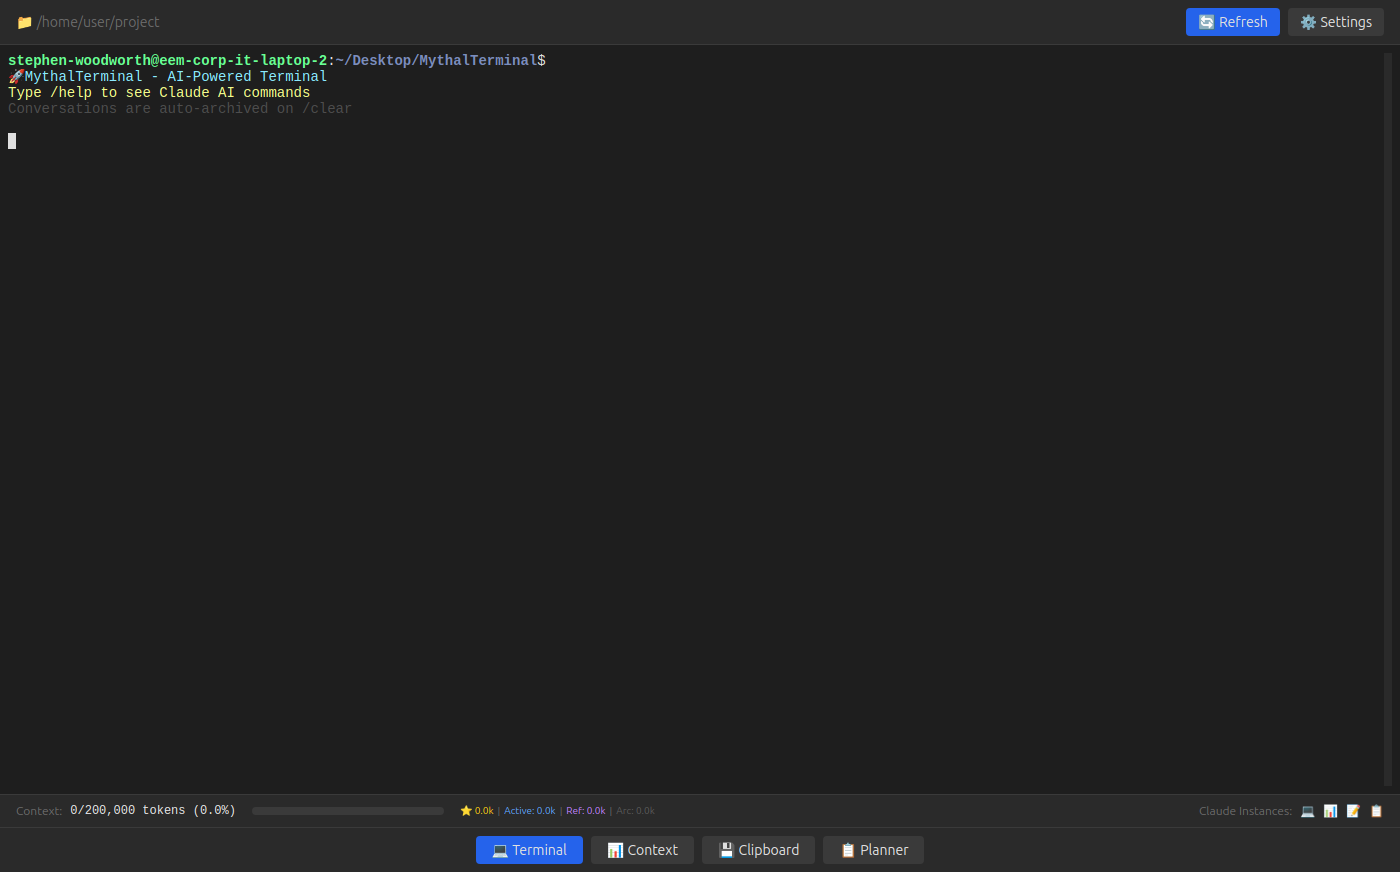 📁 /home/user/project
🔄 Refresh
⚙️ Settings
stephen-woodworth@eem-corp-it-laptop-2:~/Desktop/MythalTerminal$
🚀MythalTerminal - AI-Powered Terminal
Type /help to see Claude AI commands
Conversations are auto-archived on /clear
Context: 0/200,000 tokens (0.0%)
⭐ 0.0k | Active: 0.0k | Ref: 0.0k | Arc: 0.0k
Claude Instances: 💻 📊 📝 📋
💻 Terminal
📊 Context
💾 Clipboard
📋 Planner